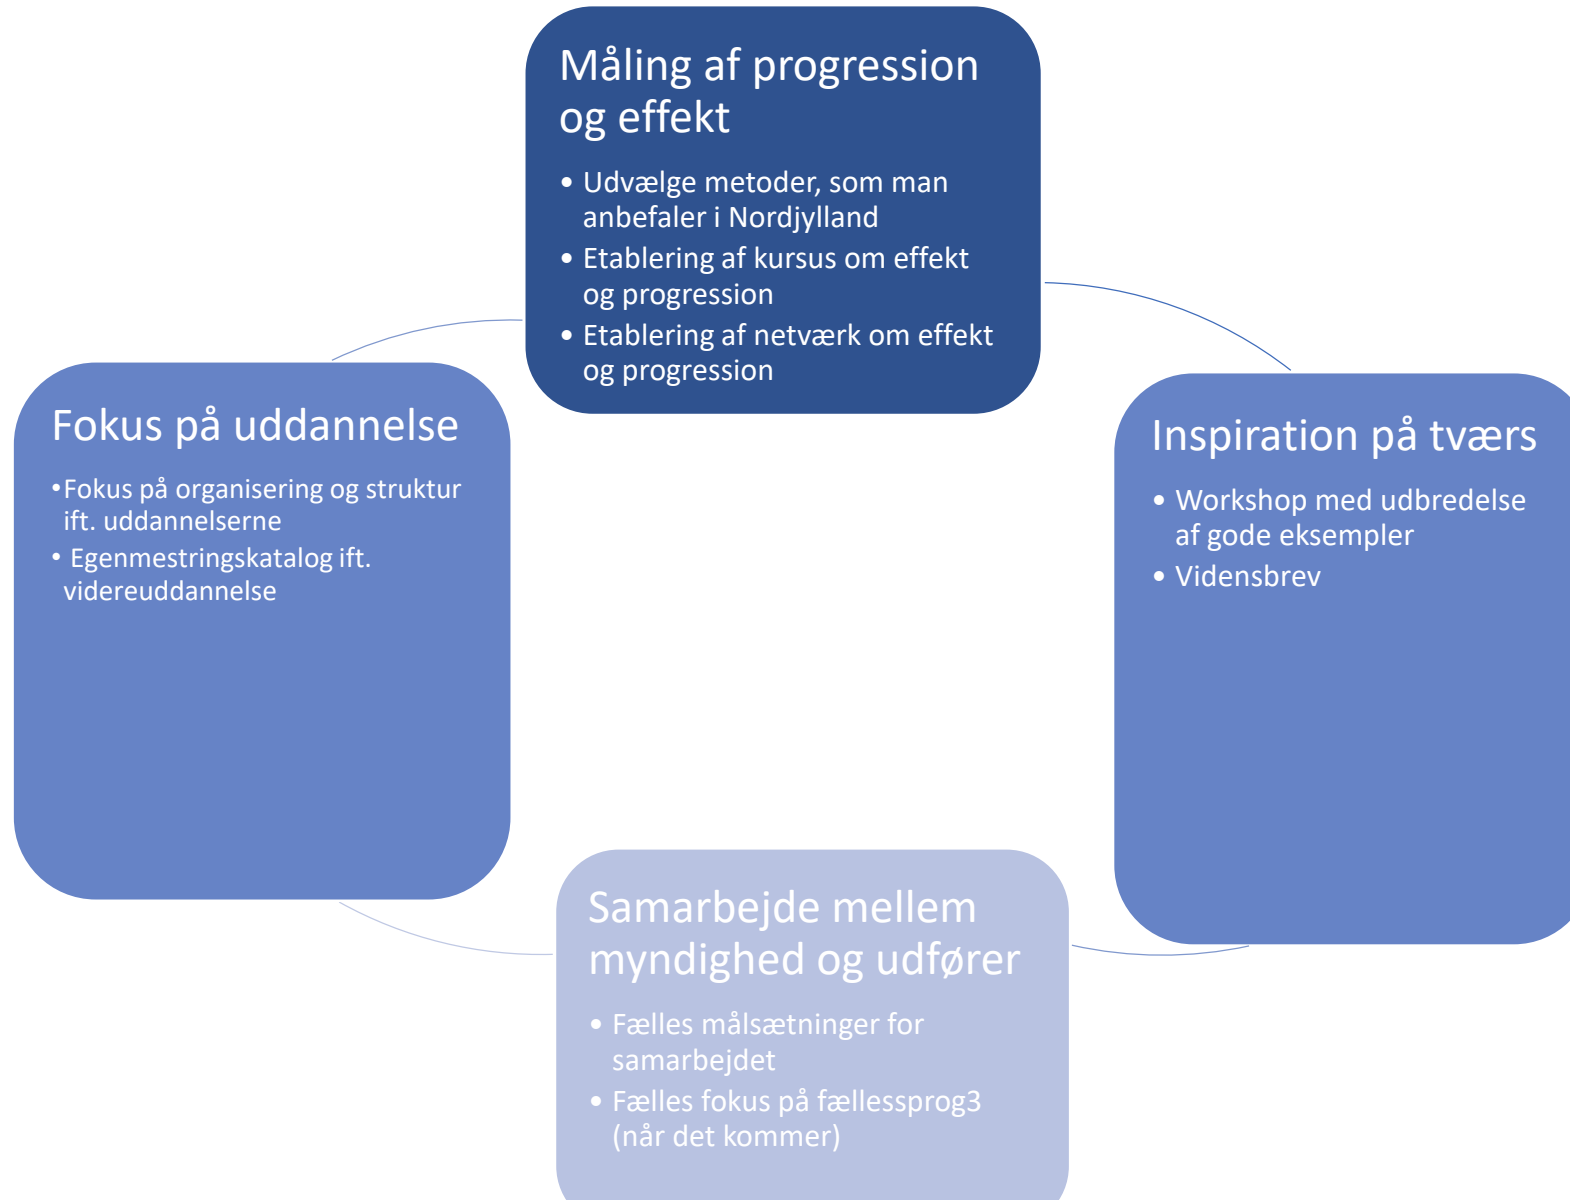 Måling af progression
og effekt
• Udvælge metoder, som man
anbefaler i Nordjylland
• Etablering af kursus om effekt
og progression
• Etablering af netværk om effekt
og progression
Fokus på uddannelse
•Fokus på organisering og struktur
ift. uddannelserne
• Egenmestringskatalog ift.
videreuddannelse
Inspiration på tværs
• Workshop med udbredelse
af gode eksempler
• Vidensbrev
Samarbejde mellem
myndighed og udfører
• Fælles målsætninger for
samarbejdet
• Fælles fokus på fællessprog3
(når det kommer)